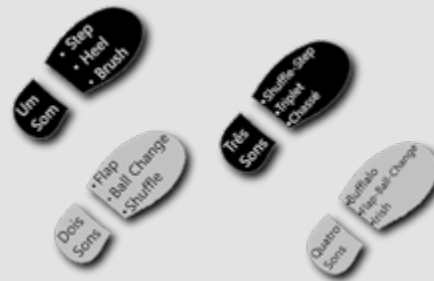 • Step
• Heel
• Brush
Um
Som
• Flap
• Ball Change
• Shuffle
Dois
Sons
•Shuffle-Step
•Triplet
•Chassé
Três
Sons
•Buffialo
•Flap-Ball-Change
•Irish
Quatro
Sons